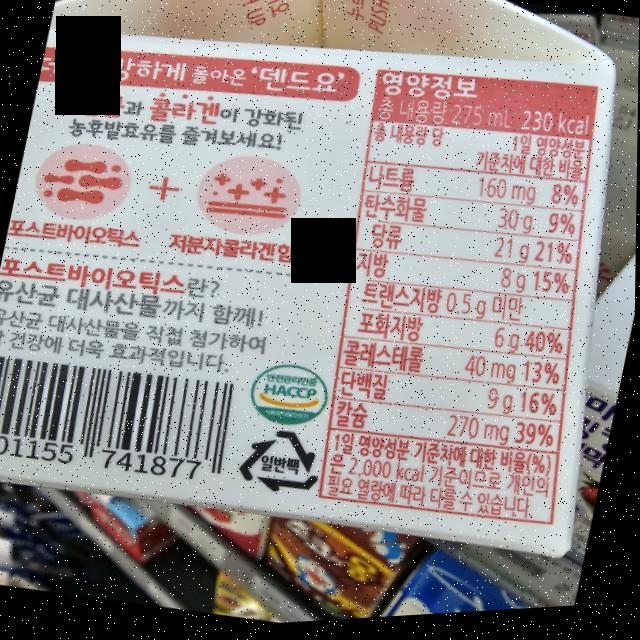 하게 돌아온 '덴드요'
과 콜라겐이 강화된
농후발효유를 즐겨보세요!
포스트바이오틱스
저분자콜라겐
포스트바이오틱스란?
유산균 대사산물까지 함께!
유산균 대사산물을 직접 첨가하여
건강에 더욱 효과적입니다.
01155 741877
HACCP
일반팩
영양정보
총 내용량 275 mL 230 kcal
총 내용량 당 1일 영양성분
기준치에 대한 비율
나트륨 160 mg 8%
탄수화물 30 g 9%
당류 21 g 21%
지방 8 g 15%
트랜스지방 0.5 g 미만
포화지방 6 g 40%
콜레스테롤 40 mg 13%
단백질 9 g 16%
칼슘 270 mg 39%
1일 영양성분 기준치에 대한 비율(%)
은 2,000 kcal 기준이므로 개인의
필요 열량에 따라 다를 수 있습니다.